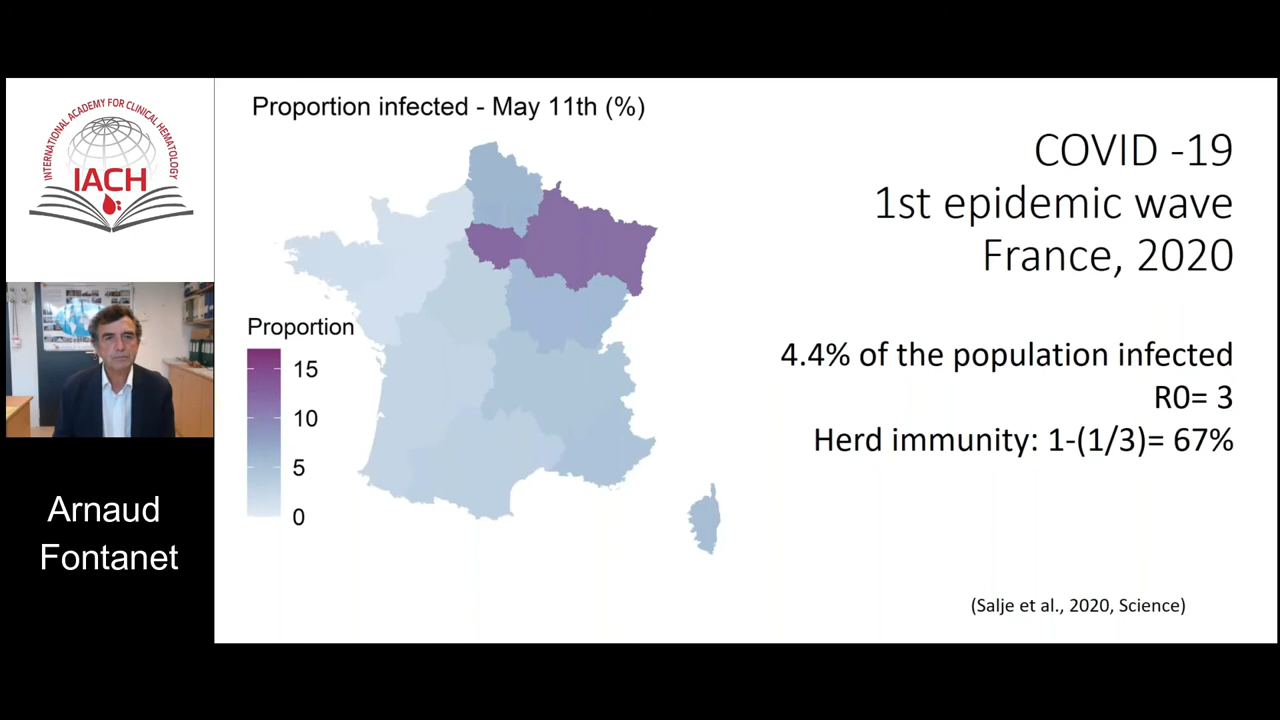 INTERNATIONAL ACADEMY FOR CLINICAL HEMATOLOGY
IACH
Arnaud
Fontanet
Proportion infected - May 11th (%)
Proportion
15
10
5
0
COVID -19
1st epidemic wave
France, 2020
4.4% of the population infected
R0= 3
Herd immunity: 1-(1/3)= 67%
(Salje et al., 2020, Science)